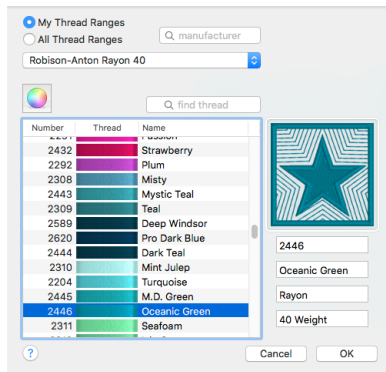 My Thread Ranges
All Thread Ranges
manufacturer
Robison-Anton Rayon 40
find thread
Number Thread Name
2432 Strawberry
2292 Plum
2308 Misty
2443 Mystic Teal
2309 Teal
2589 Deep Windsor
2620 Pro Dark Blue
2444 Dark Teal
2310 Mint Julep
2204 Turquoise
2445 M.D. Green
2446 Oceanic Green
2311 Seafoam
2446
Oceanic Green
Rayon
40 Weight
?
Cancel OK